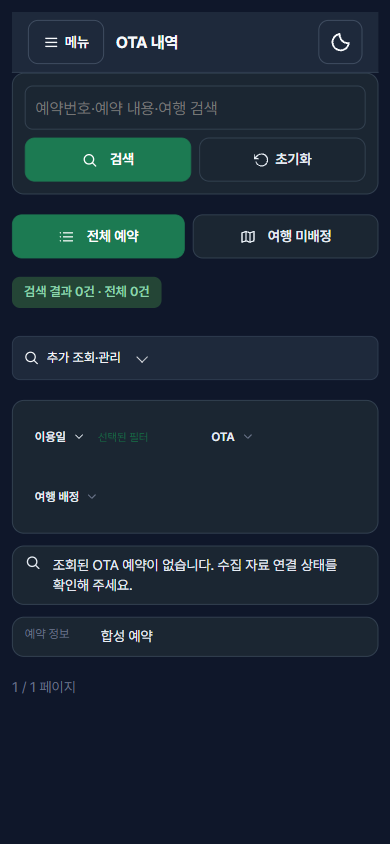 메뉴
OTA 내역
예약번호·예약 내용·여행 검색
검색
초기화
전체 예약
여행 미배정
검색 결과 0건 · 전체 0건
추가 조회·관리
이용일
선택된 필터
OTA
여행 배정
조회된 OTA 예약이 없습니다. 수집 자료 연결 상태를
확인해 주세요.
예약 정보
합성 예약
1 / 1 페이지